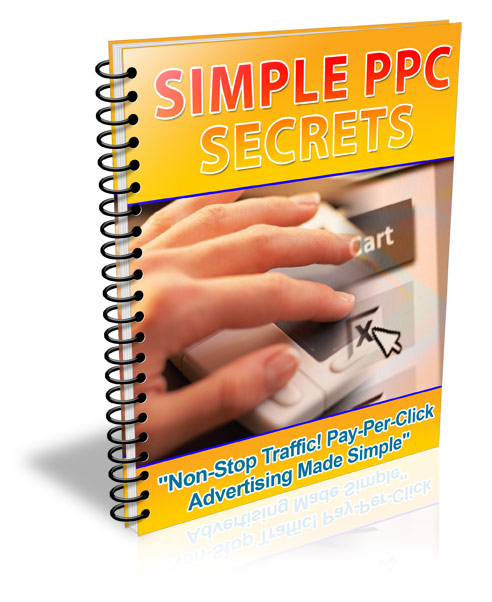 SIMPLE PPC
SECRETS
Cart
X
"Non-Stop Traffic! Pay-Per-Click
Advertising Made Simple"